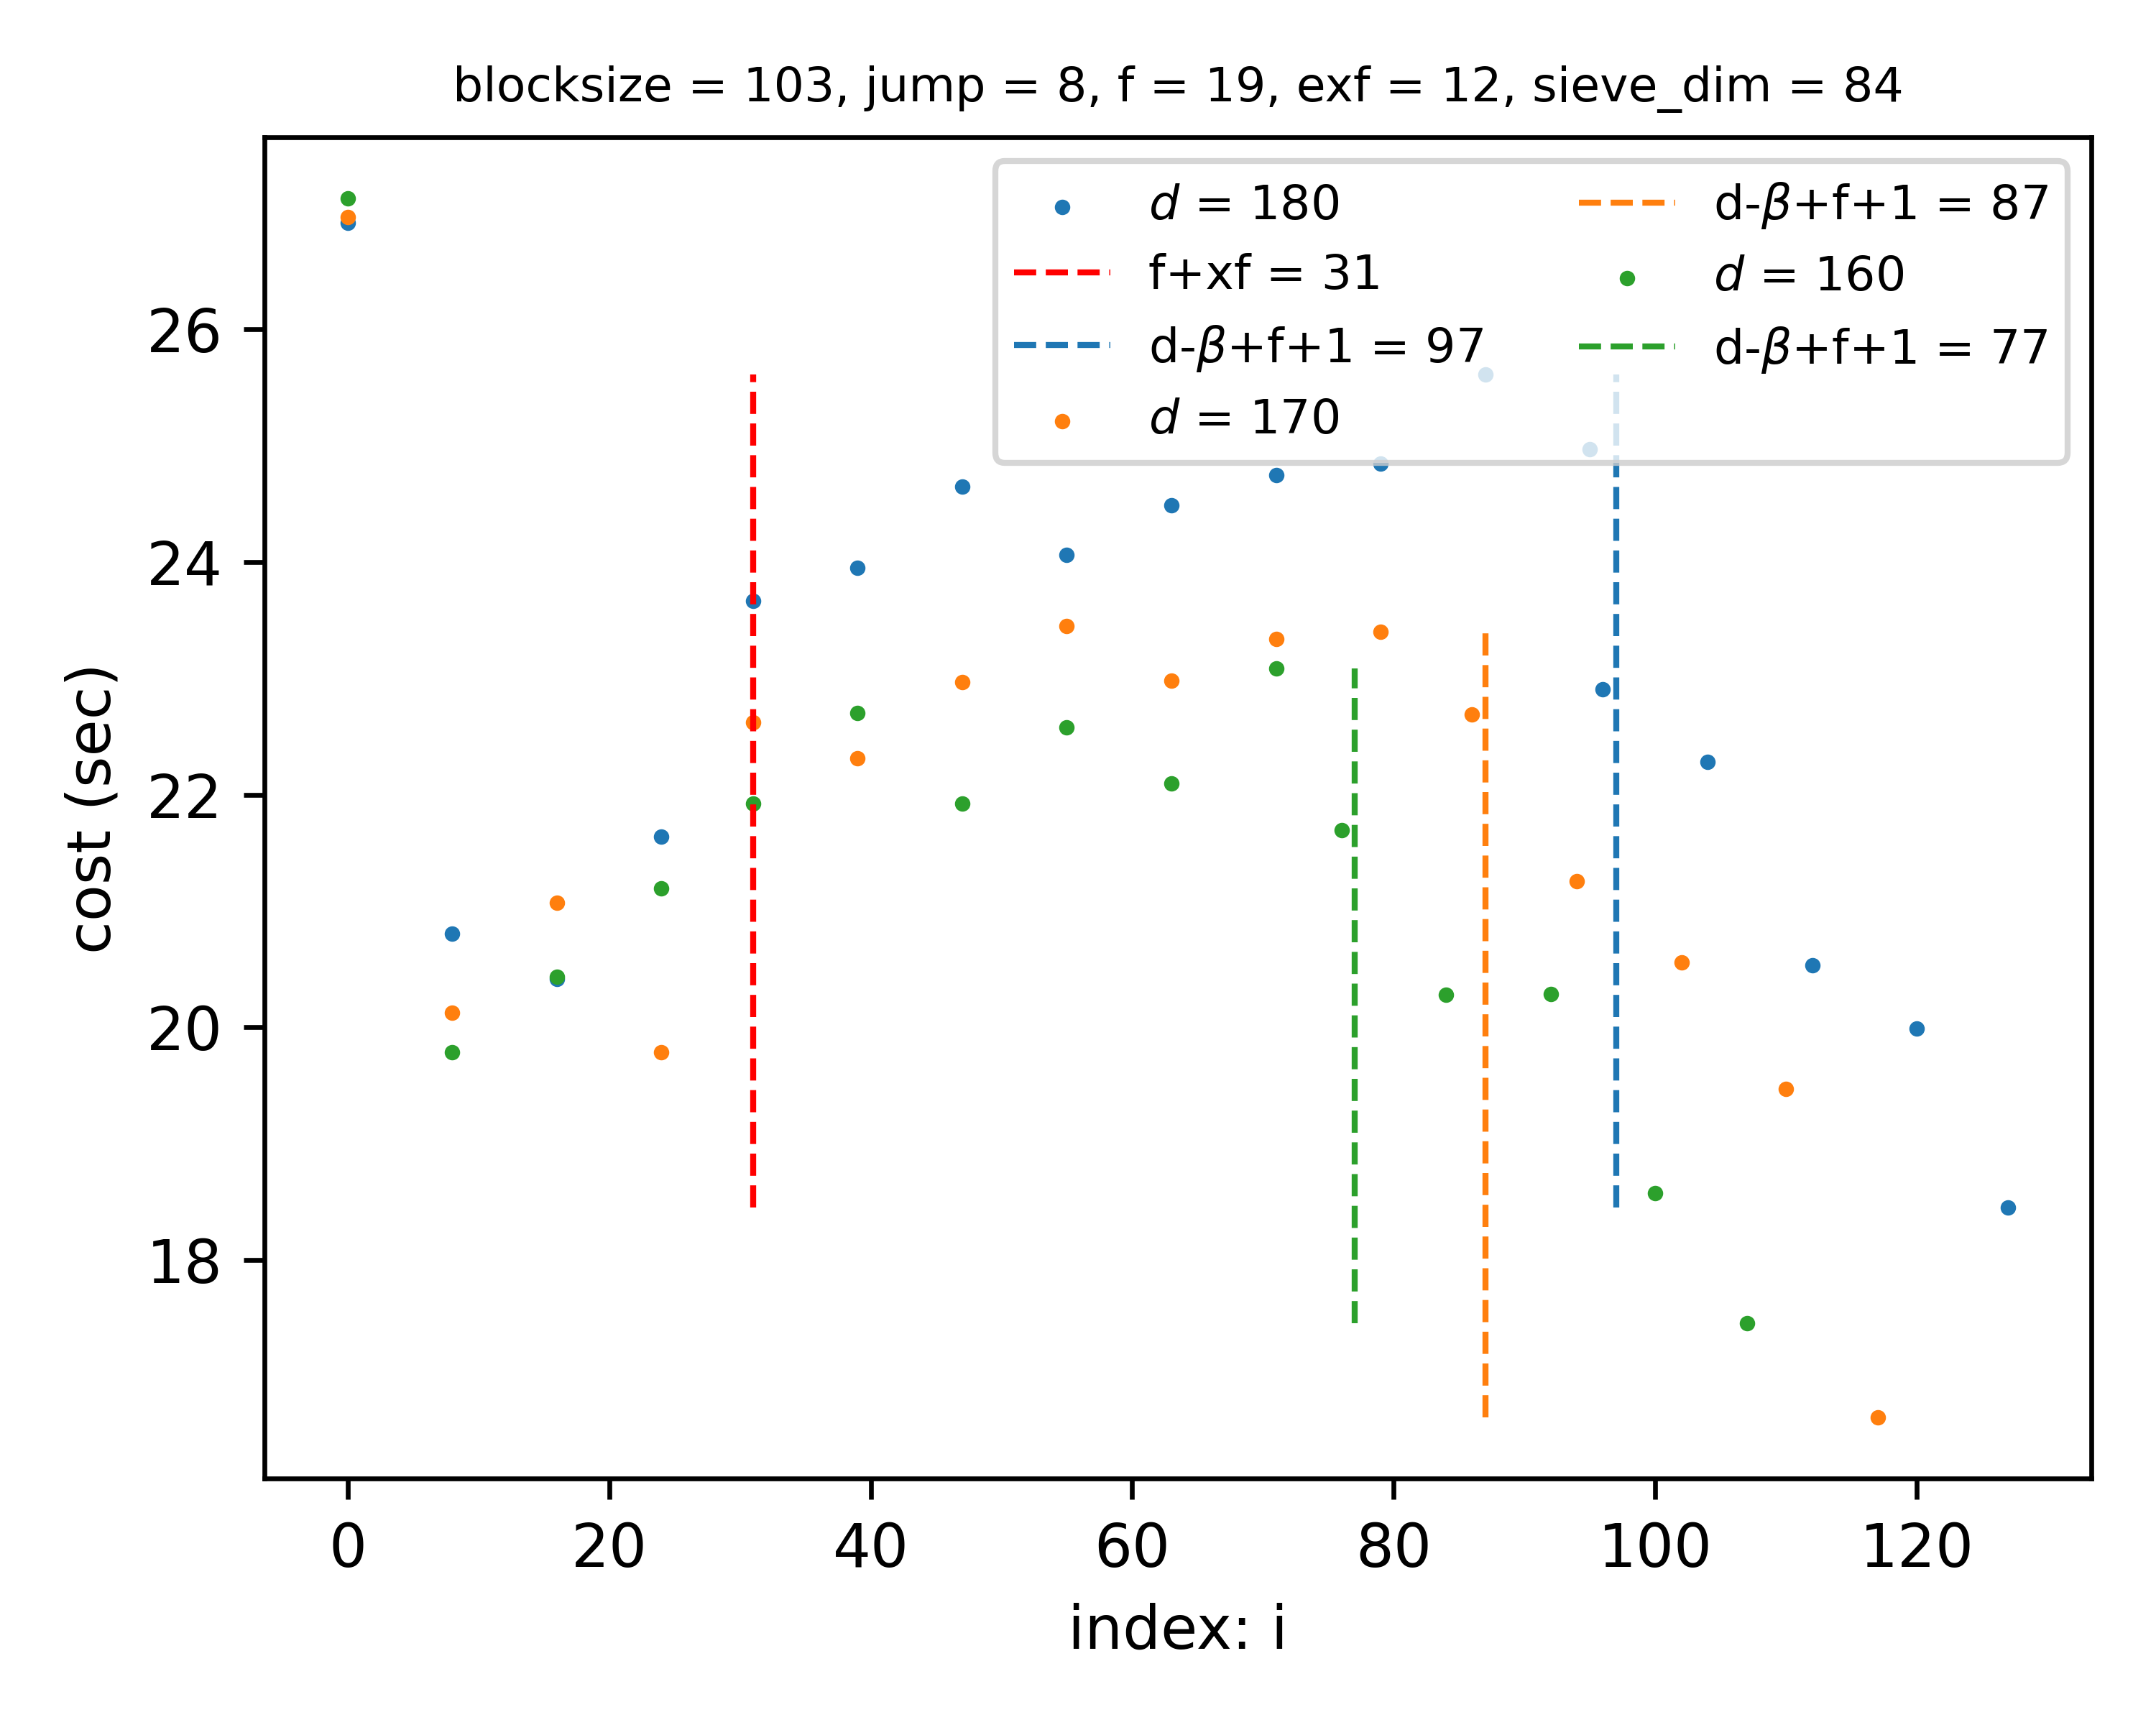 blocksize = 103, jump = 8, f = 19, exf = 12, sieve_dim = 84
d = 180
f+xf = 31
d-β+f+1 = 97
d = 170
d-β+f+1 = 87
d = 160
d-β+f+1 = 77
cost (sec)
26
24
22
20
18
0 20 40 60 80 100 120
index: i